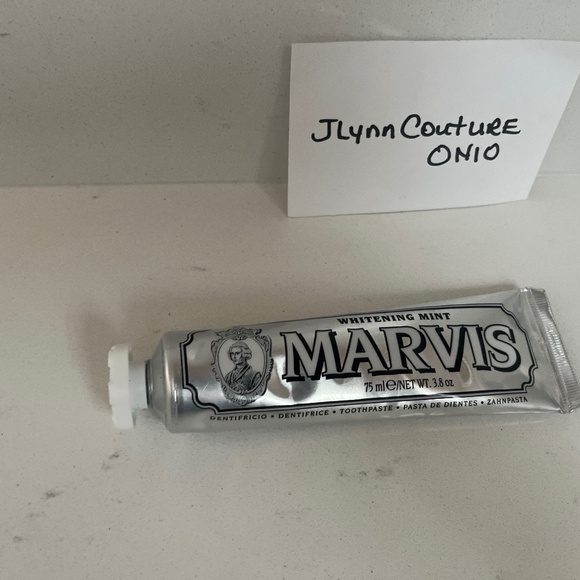 JLynn Couture
OHIO
WHITENING MINT
MARVIS
75 ml ℮/NET WT. 3.8 oz
DENTIFRICIO • DENTIFRICE • TOOTHPASTE • PASTA DE DIENTES • ZAHNPASTA